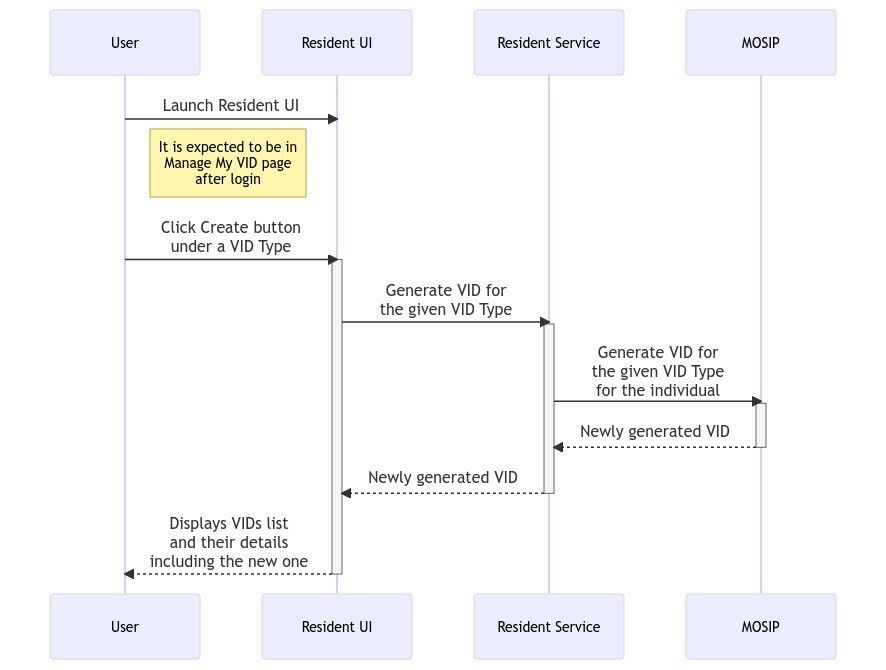 User
Resident UI
Resident Service
MOSIP
Launch Resident UI
It is expected to be in
Manage My VID page
after login
Click Create button
under a VID Type
Generate VID for
the given VID Type
Generate VID for
the given VID Type
for the individual
Newly generated VID
Newly generated VID
Displays VIDs list
and their details
including the new one
User
Resident UI
Resident Service
MOSIP